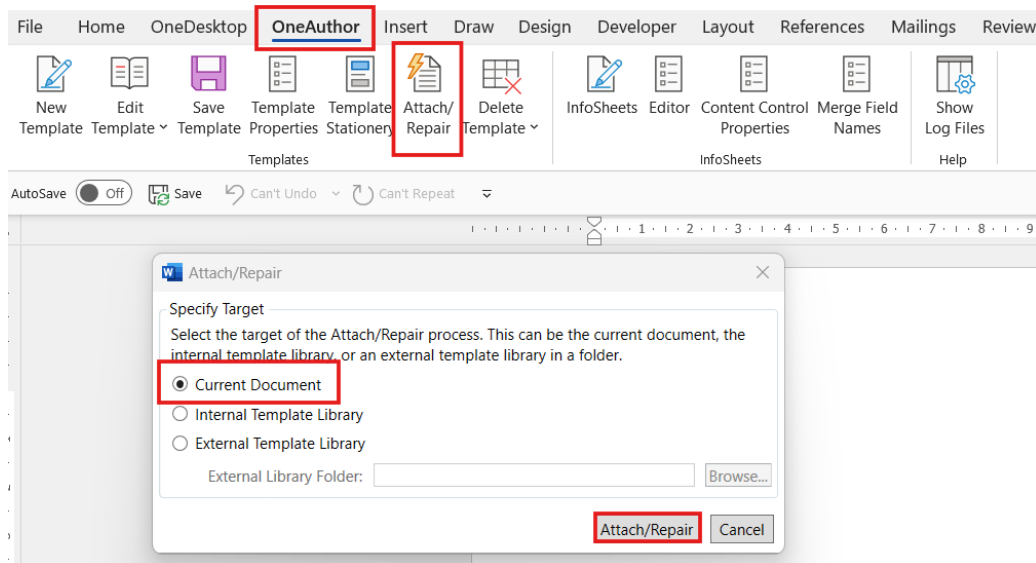 File Home OneDesktop OneAuthor Insert Draw Design Developer Layout References Mailings Review
New Edit Save Template Template Attach/ Delete InfoSheets Editor Content Control Merge Field Show
Template Template Template Properties Stationery Repair Template Properties Names Log Files
Templates InfoSheets Help
AutoSave Off Save Can't Undo Can't Repeat
1 2 3 4 5 6 7 8 9
W Attach/Repair
Specify Target
Select the target of the Attach/Repair process. This can be the current document, the
internal template library, or an external template library in a folder.
Current Document
Internal Template Library
External Template Library
External Library Folder: Browse...
Attach/Repair Cancel